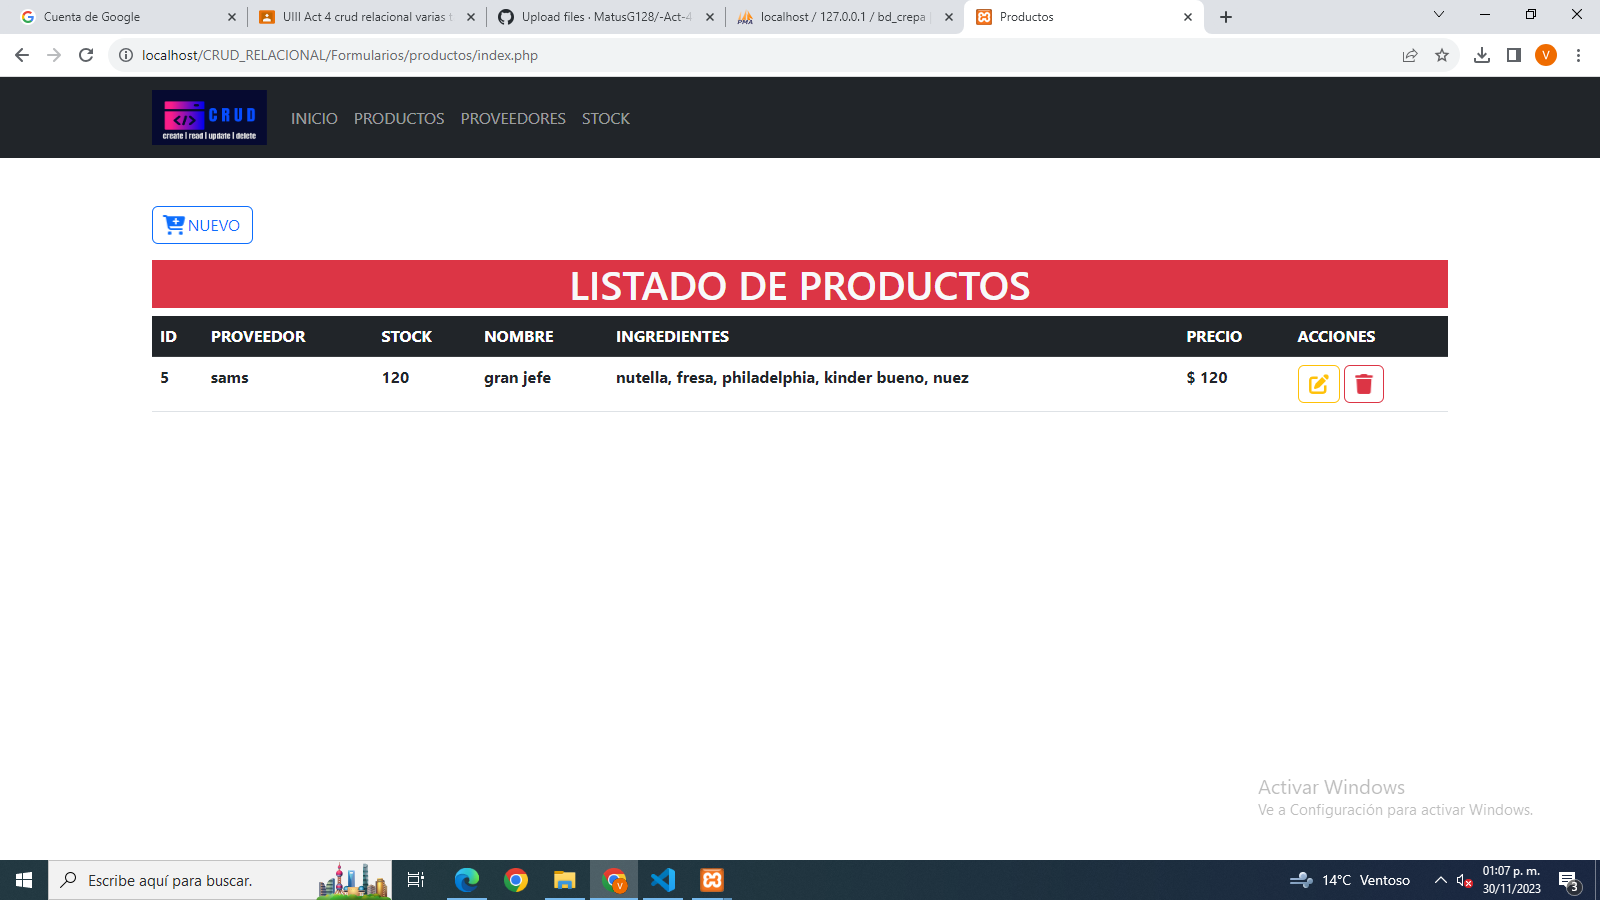 Cuenta de Google
UIII Act 4 crud relacional varias t
Upload files · MatusG128/-Act-4
localhost / 127.0.0.1 / bd_crepa |
Productos
localhost/CRUD_RELACIONAL/Formularios/productos/index.php
V
CRUD
create | read | update | delete
INICIO PRODUCTOS PROVEEDORES STOCK
NUEVO
LISTADO DE PRODUCTOS
ID PROVEEDOR STOCK NOMBRE INGREDIENTES PRECIO ACCIONES
5 sams 120 gran jefe nutella, fresa, philadelphia, kinder bueno, nuez $ 120
Activar Windows
Ve a Configuración para activar Windows.
Escribe aquí para buscar.
V
14°C Ventoso
01:07 p. m.
30/11/2023
3